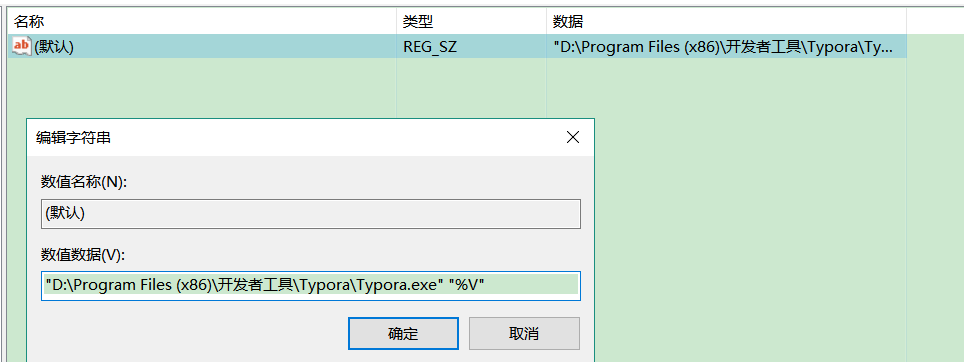 名称 类型 数据
ab (默认) REG_SZ "D:\Program Files (x86)\开发者工具\Typora\Ty...
编辑字符串
数值名称(N):
(默认)
数值数据(V):
"D:\Program Files (x86)\开发者工具\Typora\Typora.exe" "%V"
确定 取消